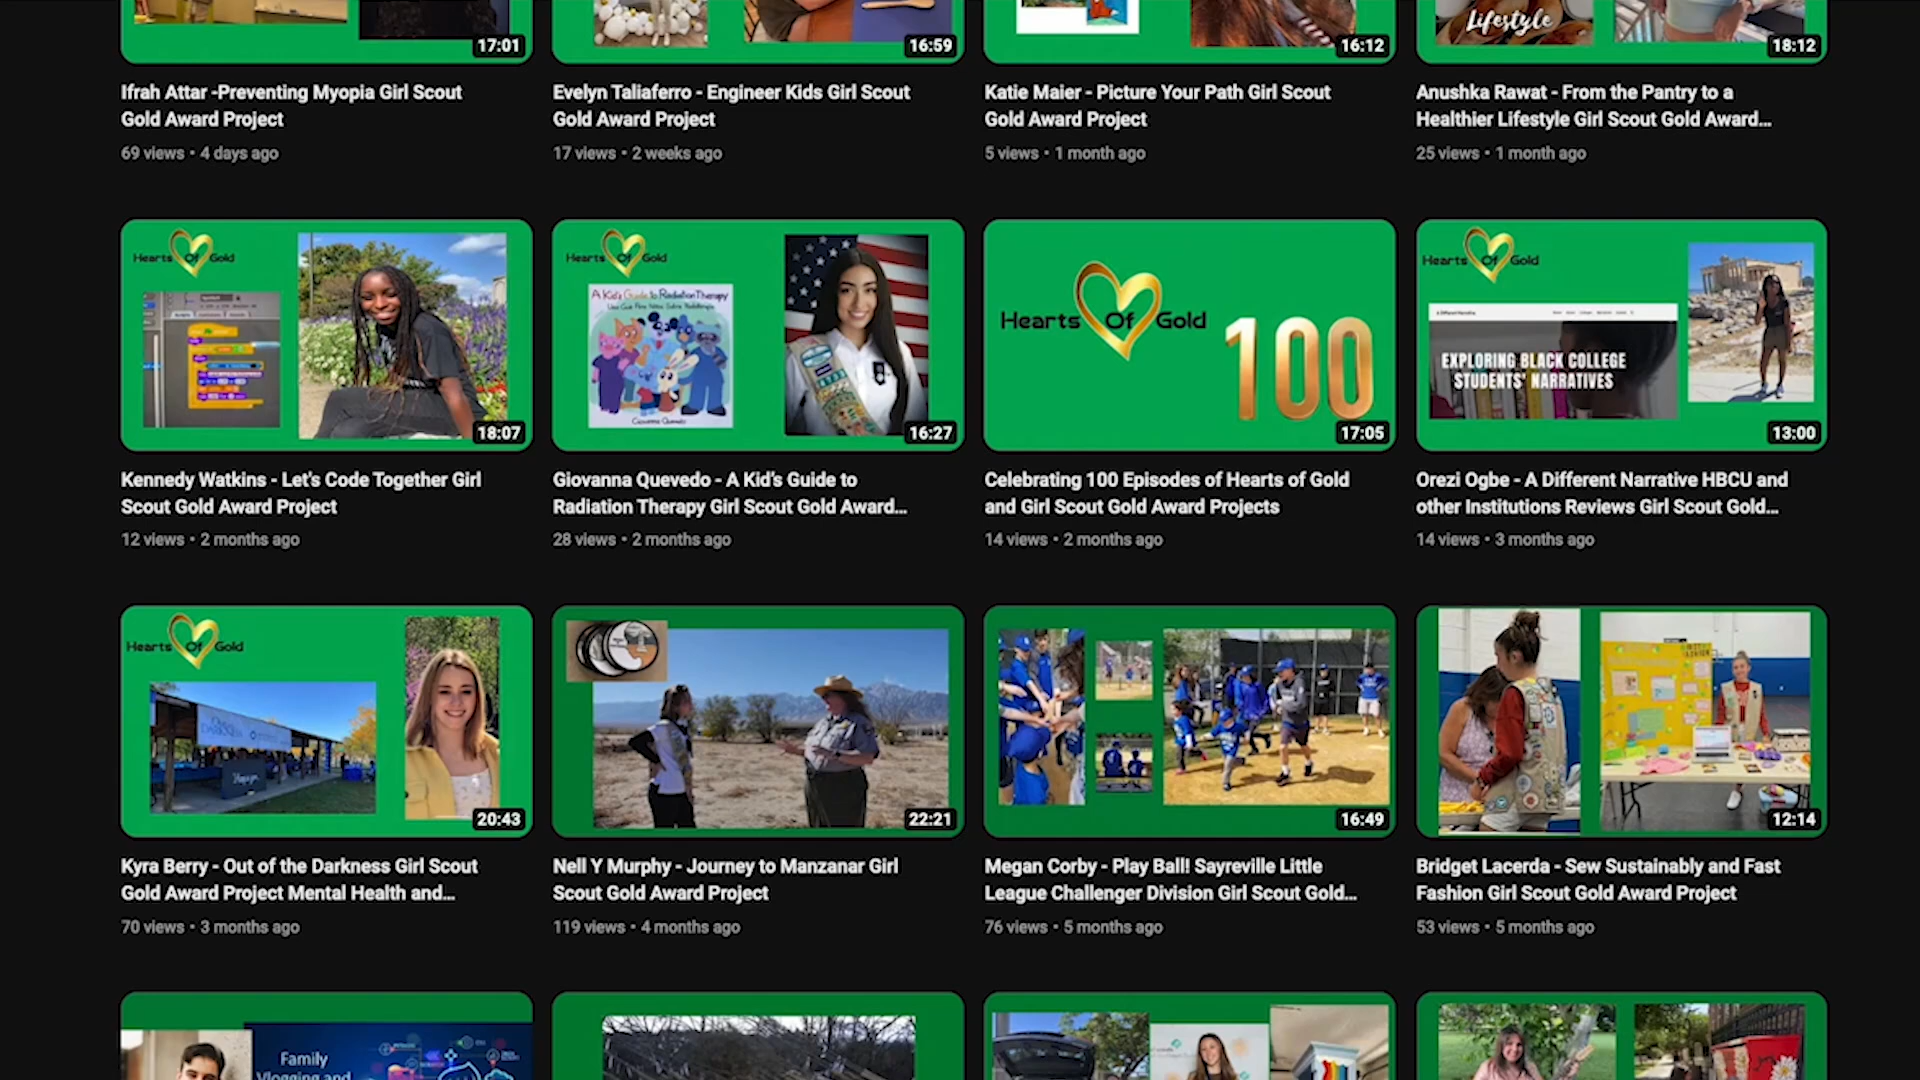 Lifestyle
17:01
16:59
16:12
18:12
Ifrah Attar -Preventing Myopia Girl Scout
Gold Award Project
69 views • 4 days ago
Evelyn Taliaferro - Engineer Kids Girl Scout
Gold Award Project
17 views • 2 weeks ago
Katie Maier - Picture Your Path Girl Scout
Gold Award Project
5 views • 1 month ago
Anushka Rawat - From the Pantry to a
Healthier Lifestyle Girl Scout Gold Award...
25 views • 1 month ago
Hearts Of Gold
18:07
Kennedy Watkins - Let's Code Together Girl
Scout Gold Award Project
12 views • 2 months ago
Hearts Of Gold
A Kid's Guide to Radiation Therapy
Giovanna Quevedo
16:27
Giovanna Quevedo - A Kid's Guide to
Radiation Therapy Girl Scout Gold Award...
28 views • 2 months ago
Hearts Of Gold
100
17:05
Celebrating 100 Episodes of Hearts of Gold
and Girl Scout Gold Award Projects
14 views • 2 months ago
Hearts Of Gold
EXPLORING BLACK COLLEGE
STUDENTS' NARRATIVES
13:00
Orezi Ogbe - A Different Narrative HBCU and
other Institutions Reviews Girl Scout Gold...
14 views • 3 months ago
Hearts Of Gold
20:43
Kyra Berry - Out of the Darkness Girl Scout
Gold Award Project Mental Health and...
70 views • 3 months ago
22:21
Nell Y Murphy - Journey to Manzanar Girl
Scout Gold Award Project
119 views • 4 months ago
16:49
Megan Corby - Play Ball! Sayreville Little
League Challenger Division Girl Scout Gold...
76 views • 5 months ago
12:14
Bridget Lacerda - Sew Sustainably and Fast
Fashion Girl Scout Gold Award Project
53 views • 5 months ago
Family
Vlogging and